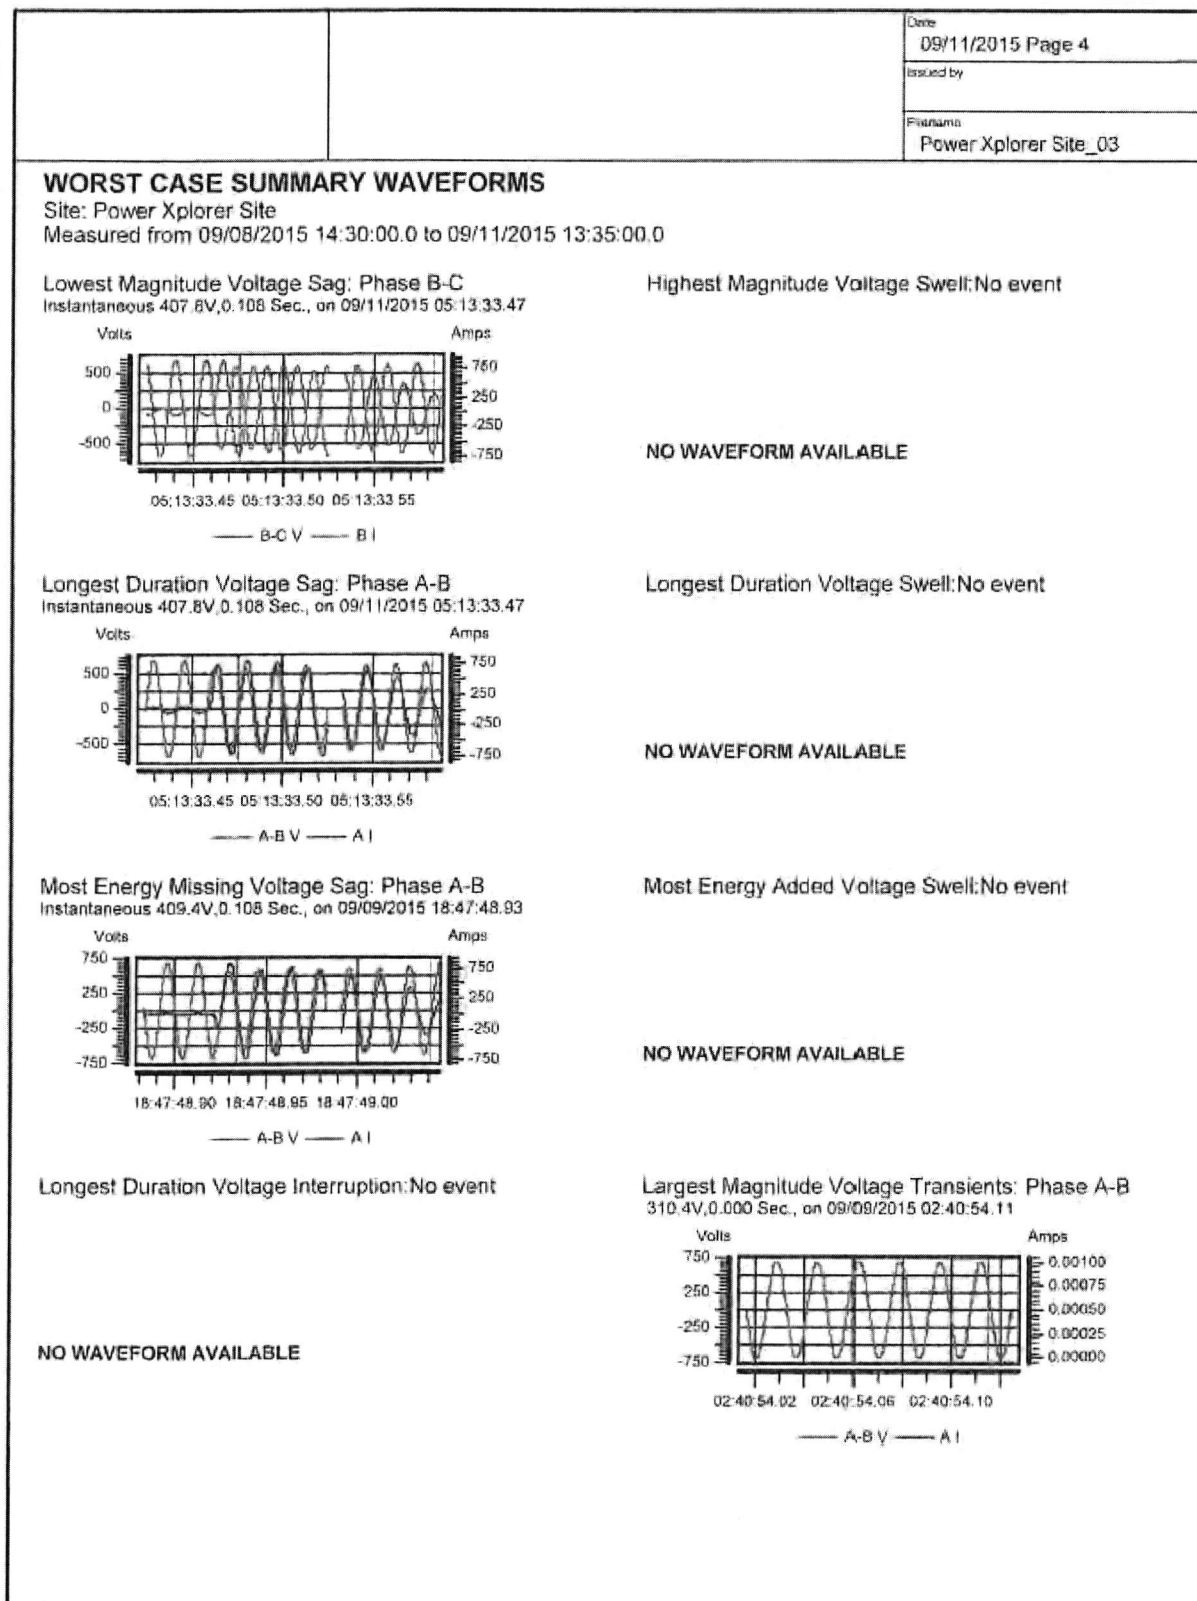 Date
09/11/2015 Page 4
Issued by
Filename
Power Xplorer Site_03
WORST CASE SUMMARY WAVEFORMS
Site: Power Xplorer Site
Measured from 09/08/2015 14:30:00.0 to 09/11/2015 13:35:00.0
Lowest Magnitude Voltage Sag: Phase B-C
Instantaneous 407.8V,0.108 Sec., on 09/11/2015 05:13:33.47
Volts Amps
500
0
-500
750
250
-250
-750
05:13:33.45 05:13:33.50 05:13:33.55
B-C V B I
Highest Magnitude Voltage Swell:No event
NO WAVEFORM AVAILABLE
Longest Duration Voltage Sag: Phase A-B
Instantaneous 407.8V,0.108 Sec., on 09/11/2015 05:13:33.47
Volts Amps
500
0
-500
750
250
-250
-750
05:13:33.45 05:13:33.50 05:13:33.55
A-B V A I
Longest Duration Voltage Swell:No event
NO WAVEFORM AVAILABLE
Most Energy Missing Voltage Sag: Phase A-B
Instantaneous 409.4V,0.108 Sec., on 09/09/2015 18:47:48.93
Volts Amps
750
250
-250
-750
750
250
-250
-750
18:47:48.90 18:47:48.95 18:47:49.00
A-B V A I
Most Energy Added Voltage Swell:No event
NO WAVEFORM AVAILABLE
Longest Duration Voltage Interruption:No event
NO WAVEFORM AVAILABLE
Largest Magnitude Voltage Transients: Phase A-B
310.4V,0.000 Sec., on 09/09/2015 02:40:54.11
Volts Amps
750
250
-250
-750
0.00100
0.00075
0.00050
0.00025
0.00000
02:40:54.02 02:40:54.06 02:40:54.10
A-B V A I